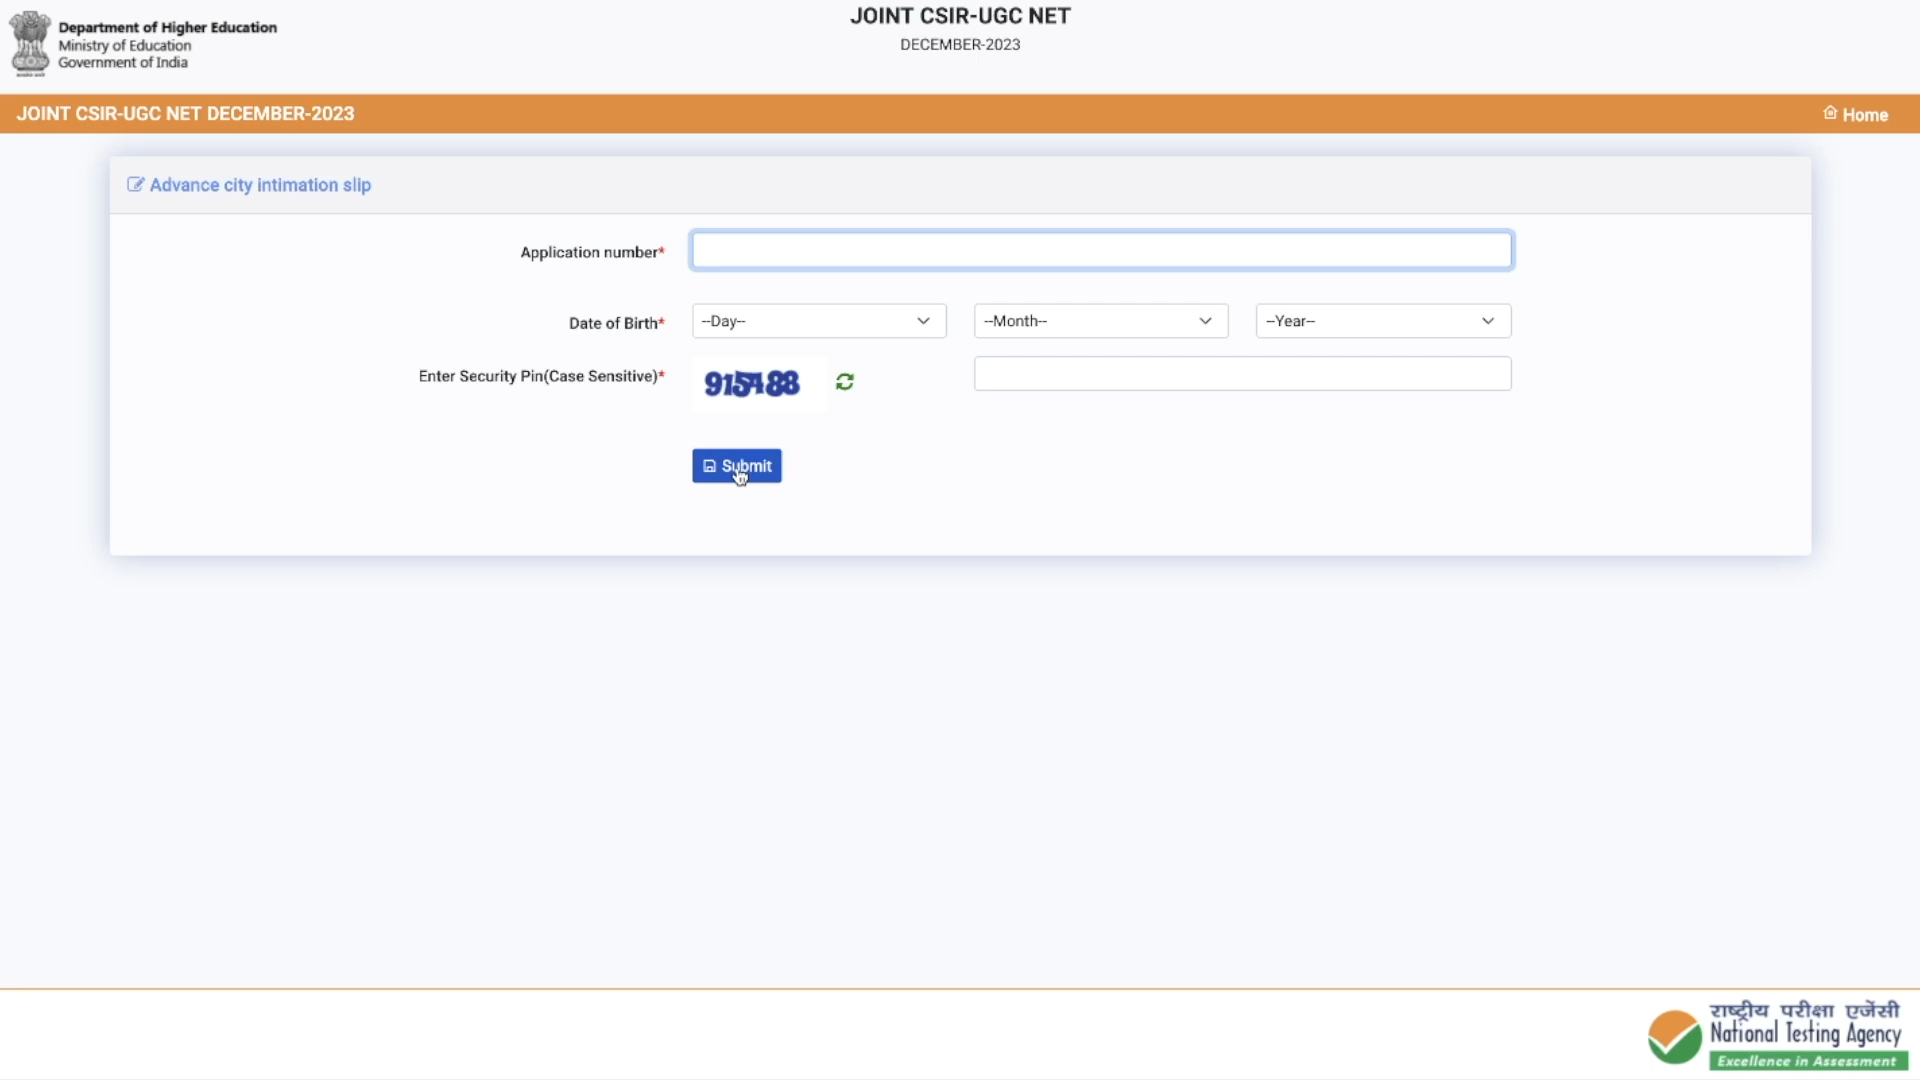 Department of Higher Education
Ministry of Education
Government of India
JOINT CSIR-UGC NET
DECEMBER-2023
JOINT CSIR-UGC NET DECEMBER-2023
Home
Advance city intimation slip
Application number*
Date of Birth*
--Day--
--Month--
--Year--
Enter Security Pin(Case Sensitive)*
Submit
राष्ट्रीय परीक्षा एजेंसी
National Testing Agency
Excellence in Assessment